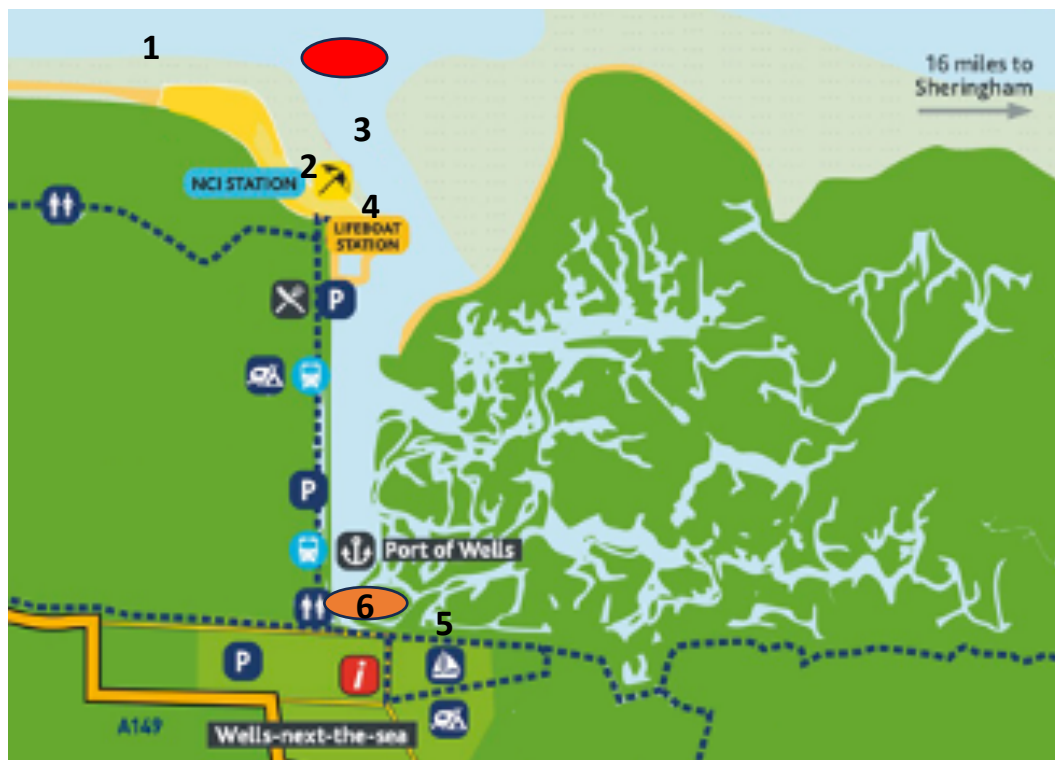 1
16 miles to
Sheringham
3
2
NCI STATION
4
LIFEBOAT
STATION
P
P
Port of Wells
6
5
P
i
A149
Wells-next-the-sea